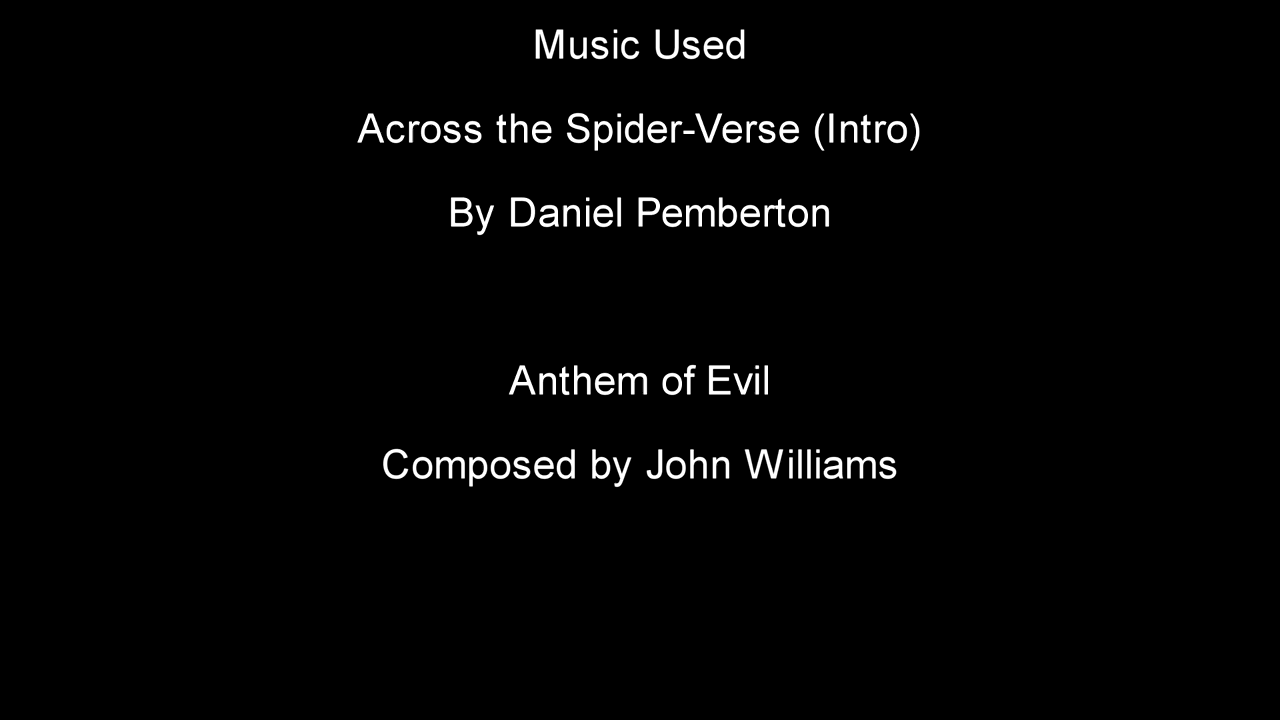 Music Used
Across the Spider-Verse (Intro)
By Daniel Pemberton
Anthem of Evil
Composed by John Williams